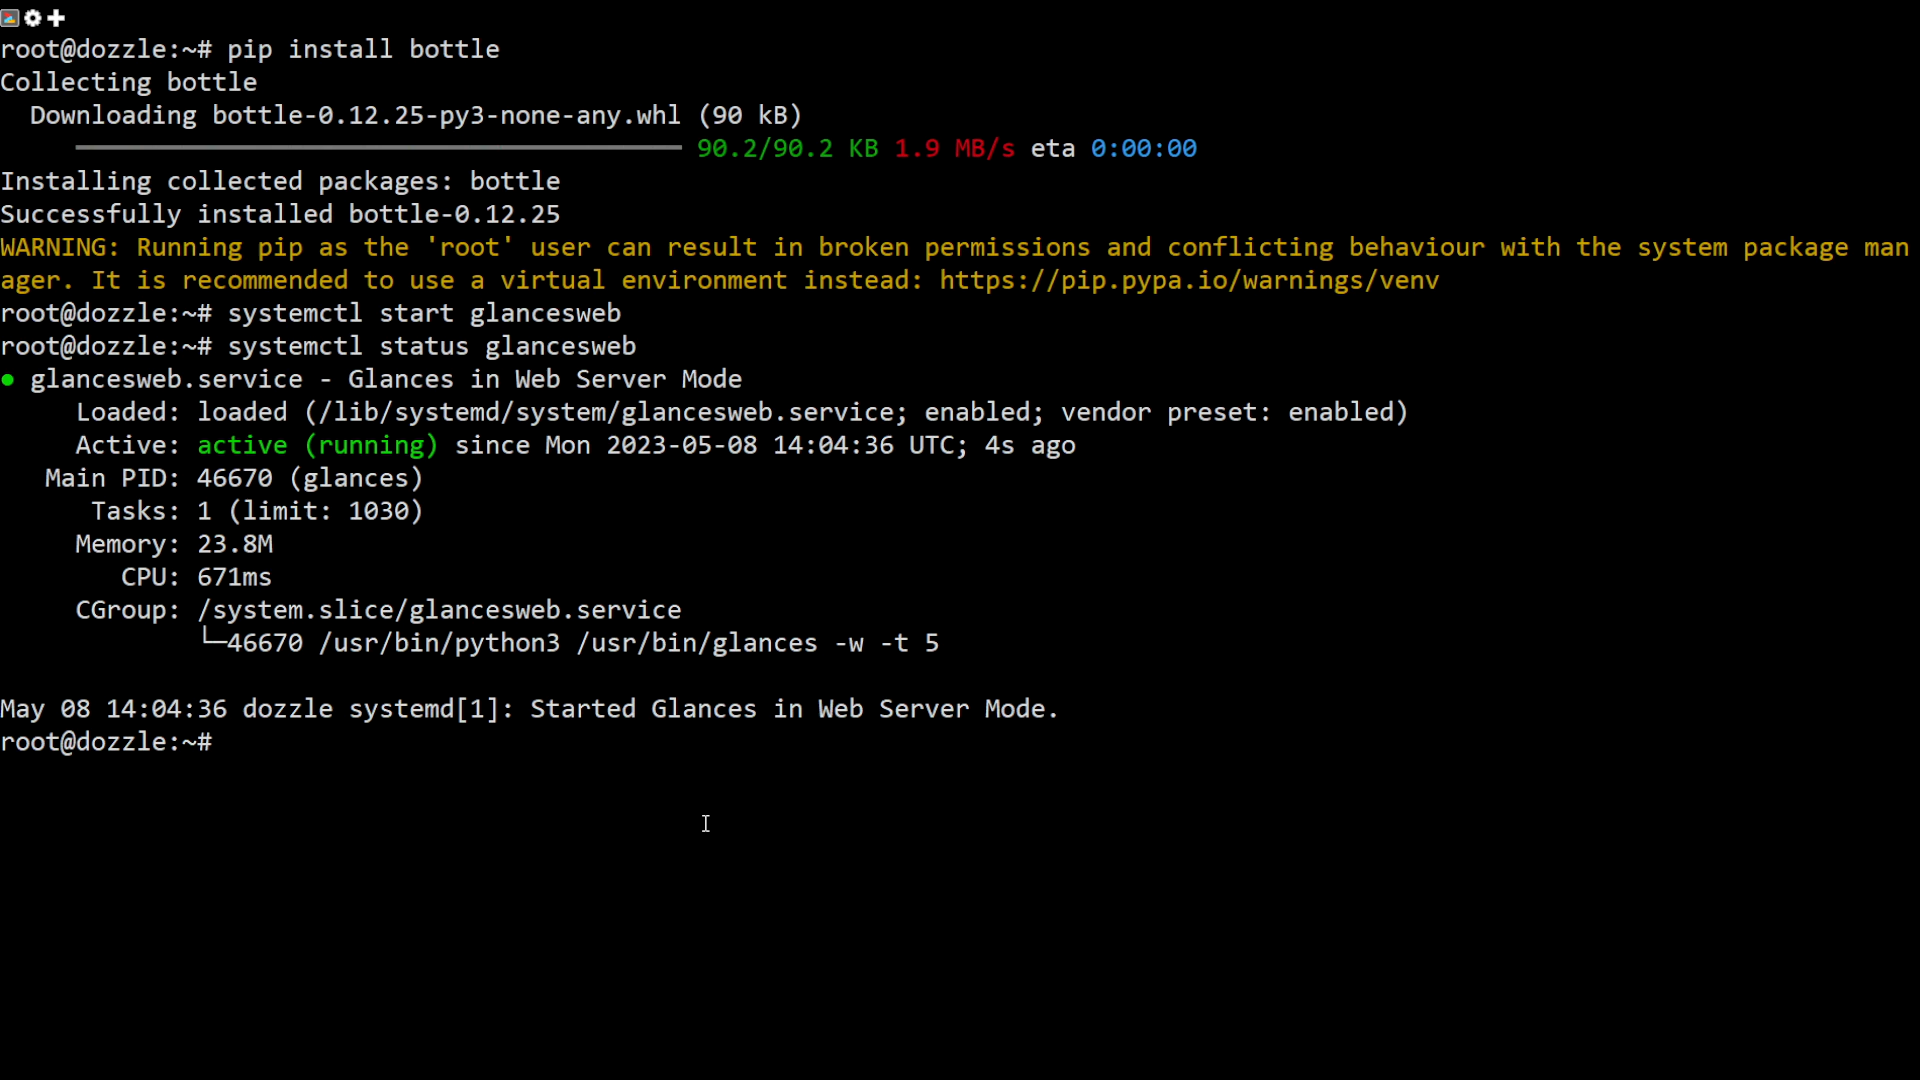 root@dozzle:~# pip install bottle
Collecting bottle
  Downloading bottle-0.12.25-py3-none-any.whl (90 kB)
     ━━━━━━━━━━━━━━━━━━━━━━━━━━━━━━━━━━━━━━━━ 90.2/90.2 KB 1.9 MB/s eta 0:00:00
Installing collected packages: bottle
Successfully installed bottle-0.12.25
WARNING: Running pip as the 'root' user can result in broken permissions and conflicting behaviour with the system package man
ager. It is recommended to use a virtual environment instead: https://pip.pypa.io/warnings/venv
root@dozzle:~# systemctl start glancesweb
root@dozzle:~# systemctl status glancesweb
● glancesweb.service - Glances in Web Server Mode
     Loaded: loaded (/lib/systemd/system/glancesweb.service; enabled; vendor preset: enabled)
     Active: active (running) since Mon 2023-05-08 14:04:36 UTC; 4s ago
   Main PID: 46670 (glances)
      Tasks: 1 (limit: 1030)
     Memory: 23.8M
        CPU: 671ms
     CGroup: /system.slice/glancesweb.service
             └─46670 /usr/bin/python3 /usr/bin/glances -w -t 5

May 08 14:04:36 dozzle systemd[1]: Started Glances in Web Server Mode.
root@dozzle:~#